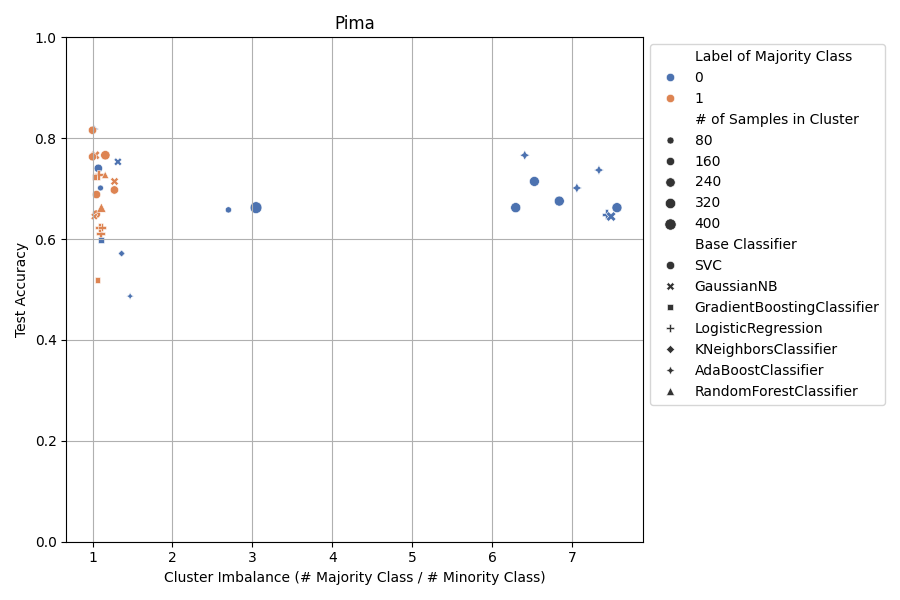 Pima
Test Accuracy
1.0
0.8
0.6
0.4
0.2
0.0
1
2
3
4
5
6
7
Cluster Imbalance (# Majority Class / # Minority Class)
Label of Majority Class
0
1
# of Samples in Cluster
80
160
240
320
400
Base Classifier
SVC
GaussianNB
GradientBoostingClassifier
LogisticRegression
KNeighborsClassifier
AdaBoostClassifier
RandomForestClassifier